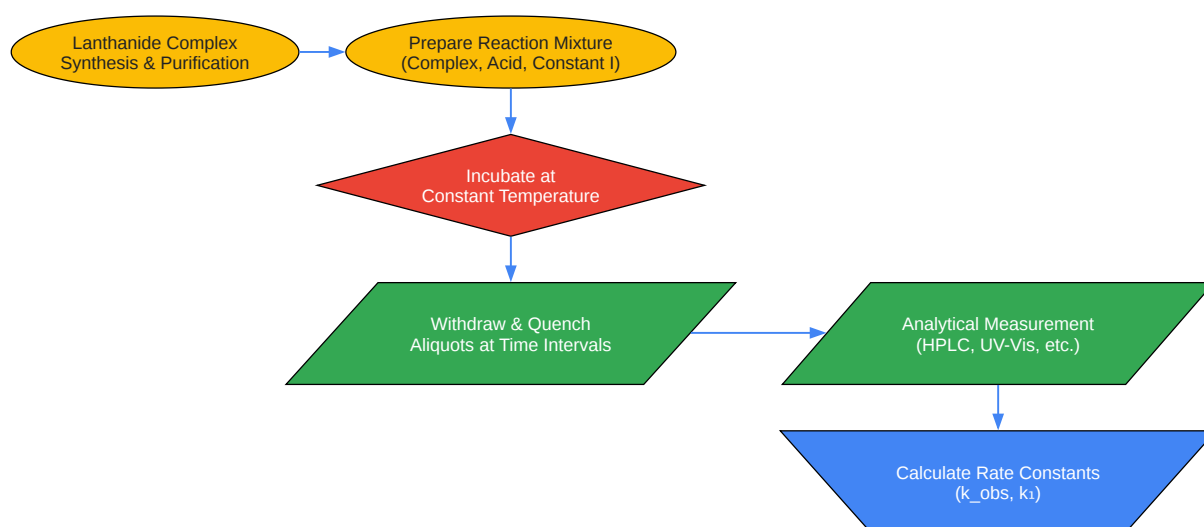 Lanthanide Complex
Synthesis & Purification
Prepare Reaction Mixture
(Complex, Acid, Constant I)
Incubate at
Constant Temperature
Withdraw & Quench
Aliquots at Time Intervals
Analytical Measurement
(HPLC, UV-Vis, etc.)
Calculate Rate Constants
(k_obs, k₁)